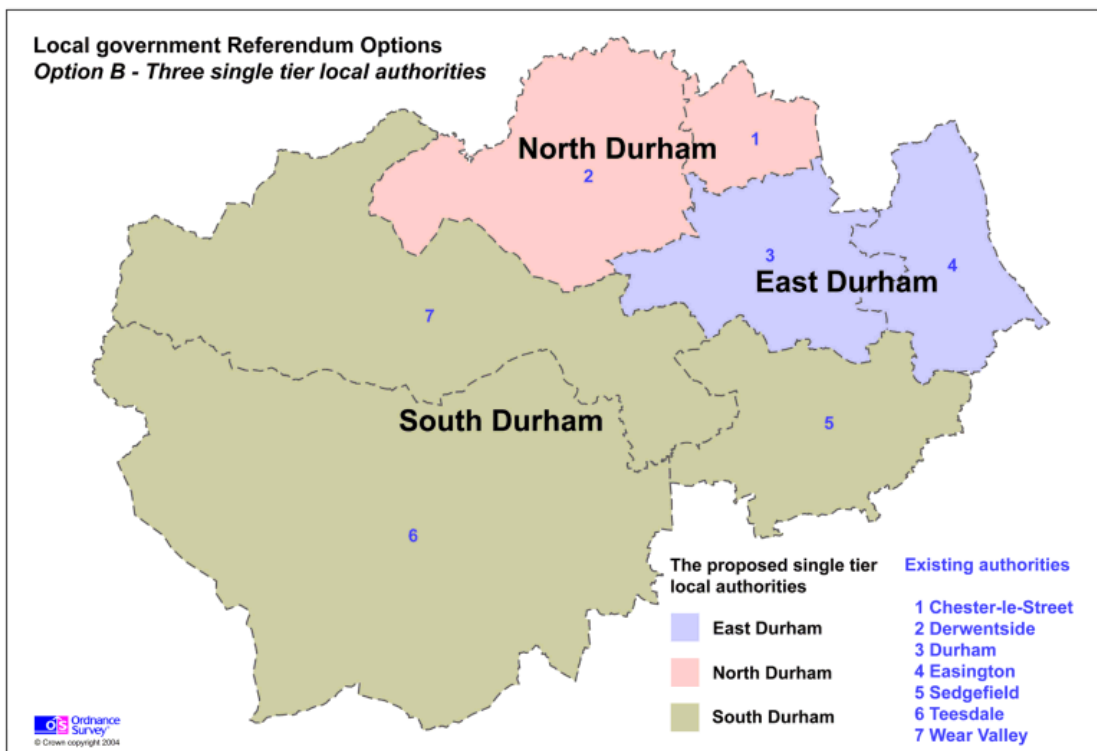 Local government Referendum Options
Option B - Three single tier local authorities
1
North Durham
2
3
East Durham
4
7
South Durham
5
6
The proposed single tier
local authorities
East Durham
North Durham
South Durham
Existing authorities
1 Chester-le-Street
2 Derwentside
3 Durham
4 Easington
5 Sedgefield
6 Teesdale
7 Wear Valley
OS Ordnance
Survey®
© Crown copyright 2004